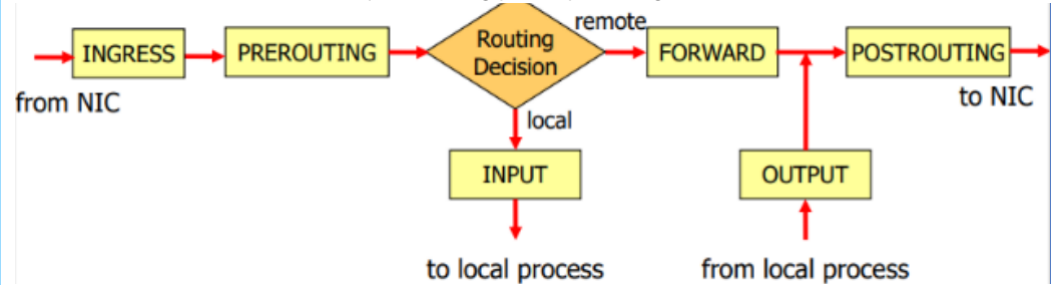 remote
INGRESS
PREROUTING
Routing
Decision
FORWARD
POSTROUTING
from NIC
to NIC
local
INPUT
OUTPUT
to local process
from local process